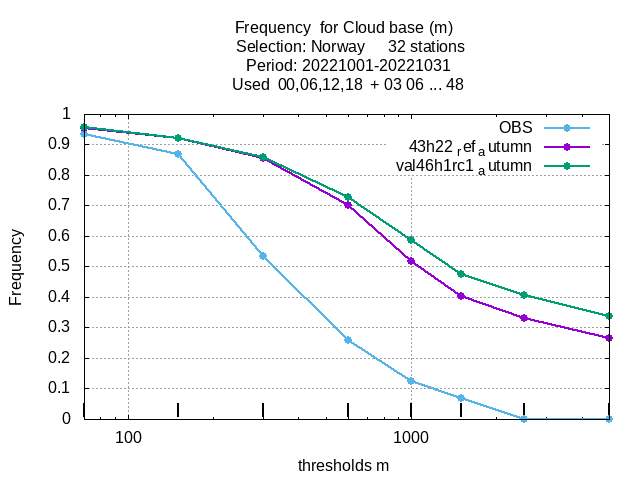 Frequency for Cloud base (m)
Selection: Norway 32 stations
Period: 20221001-20221031
Used 00,06,12,18 + 03 06 ... 48
1
0.9
0.8
0.7
0.6
0.5
0.4
0.3
0.2
0.1
0
Frequency
OBS
43h22 refautumn
val46h1rc1 autumn
100 1000
thresholds m